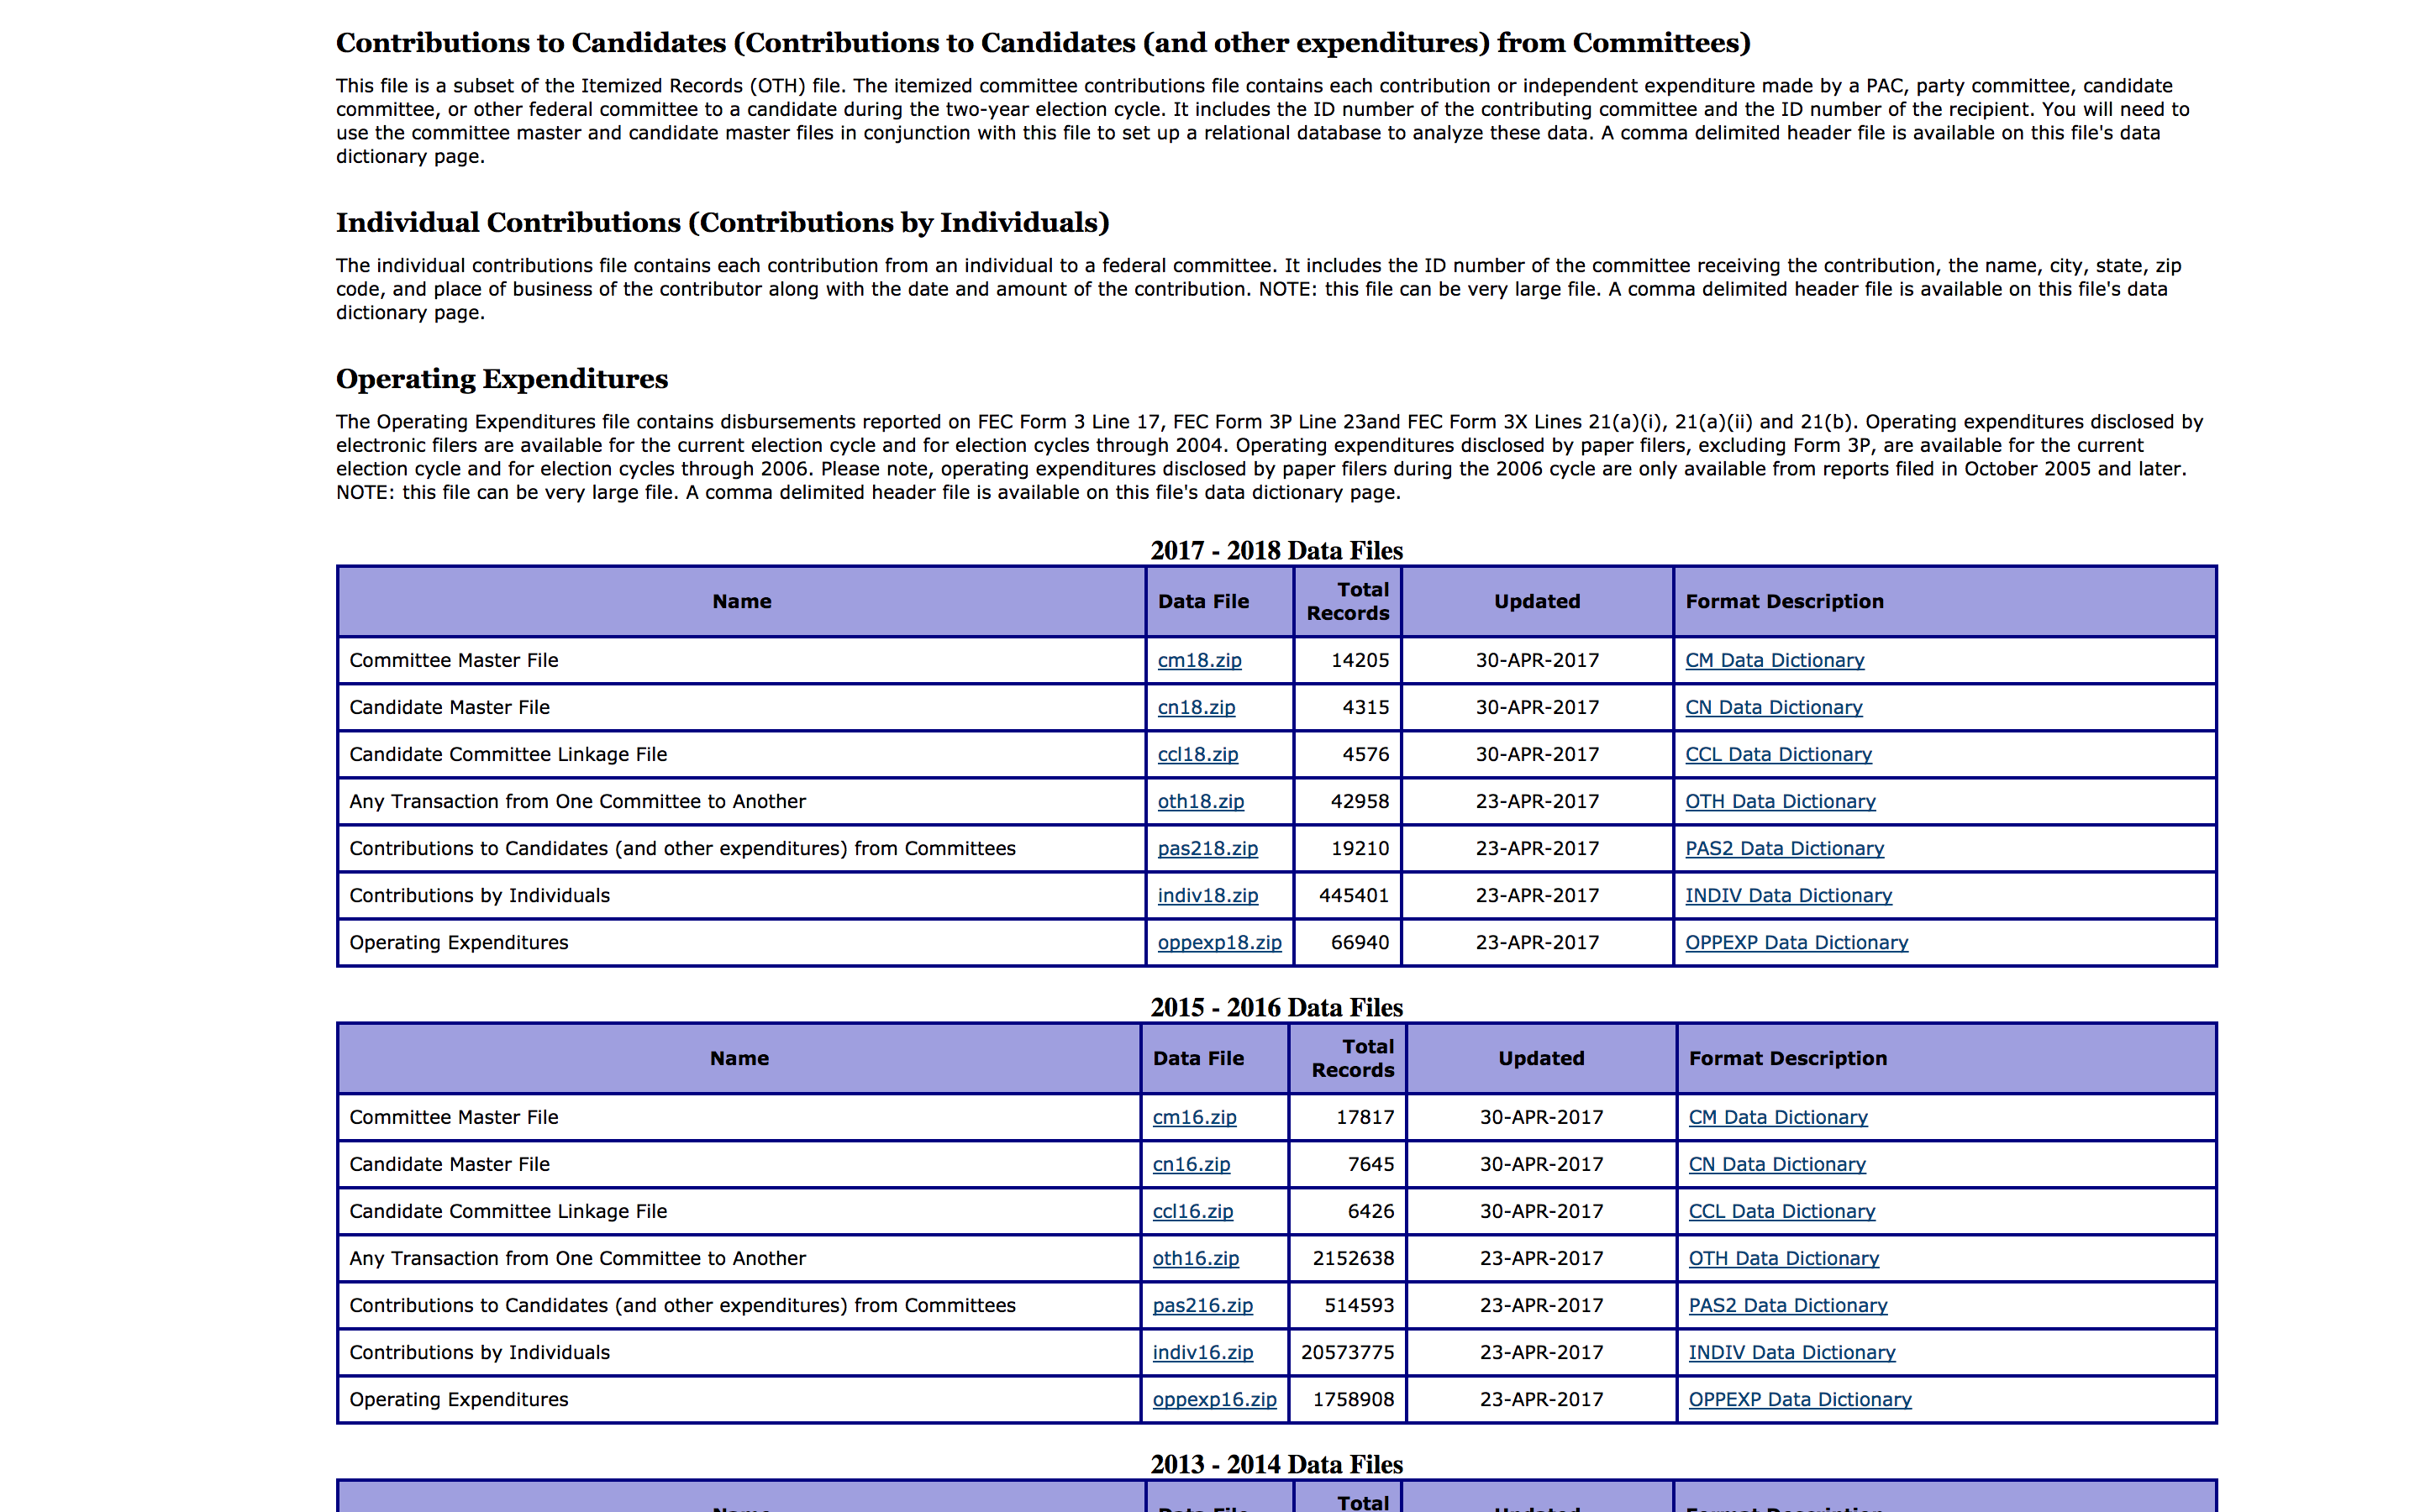 Contributions to Candidates (Contributions to Candidates (and other expenditures) from Committees)
This file is a subset of the Itemized Records (OTH) file. The itemized committee contributions file contains each contribution or independent expenditure made by a PAC, party committee, candidate
committee, or other federal committee to a candidate during the two-year election cycle. It includes the ID number of the contributing committee and the ID number of the recipient. You will need to
use the committee master and candidate master files in conjunction with this file to set up a relational database to analyze these data. A comma delimited header file is available on this file's data
dictionary page.
Individual Contributions (Contributions by Individuals)
The individual contributions file contains each contribution from an individual to a federal committee. It includes the ID number of the committee receiving the contribution, the name, city, state, zip
code, and place of business of the contributor along with the date and amount of the contribution. NOTE: this file can be very large file. A comma delimited header file is available on this file's data
dictionary page.
Operating Expenditures
The Operating Expenditures file contains disbursements reported on FEC Form 3 Line 17, FEC Form 3P Line 23and FEC Form 3X Lines 21(a)(i), 21(a)(ii) and 21(b). Operating expenditures disclosed by
electronic filers are available for the current election cycle and for election cycles through 2004. Operating expenditures disclosed by paper filers, excluding Form 3P, are available for the current
election cycle and for election cycles through 2006. Please note, operating expenditures disclosed by paper filers during the 2006 cycle are only available from reports filed in October 2005 and later.
NOTE: this file can be very large file. A comma delimited header file is available on this file's data dictionary page.
2017 - 2018 Data Files
Name Data File Total Records Updated Format Description
Committee Master File cm18.zip 14205 30-APR-2017 CM Data Dictionary
Candidate Master File cn18.zip 4315 30-APR-2017 CN Data Dictionary
Candidate Committee Linkage File ccl18.zip 4576 30-APR-2017 CCL Data Dictionary
Any Transaction from One Committee to Another oth18.zip 42958 23-APR-2017 OTH Data Dictionary
Contributions to Candidates (and other expenditures) from Committees pas218.zip 19210 23-APR-2017 PAS2 Data Dictionary
Contributions by Individuals indiv18.zip 445401 23-APR-2017 INDIV Data Dictionary
Operating Expenditures oppexp18.zip 66940 23-APR-2017 OPPEXP Data Dictionary
2015 - 2016 Data Files
Name Data File Total Records Updated Format Description
Committee Master File cm16.zip 17817 30-APR-2017 CM Data Dictionary
Candidate Master File cn16.zip 7645 30-APR-2017 CN Data Dictionary
Candidate Committee Linkage File ccl16.zip 6426 30-APR-2017 CCL Data Dictionary
Any Transaction from One Committee to Another oth16.zip 2152638 23-APR-2017 OTH Data Dictionary
Contributions to Candidates (and other expenditures) from Committees pas216.zip 514593 23-APR-2017 PAS2 Data Dictionary
Contributions by Individuals indiv16.zip 20573775 23-APR-2017 INDIV Data Dictionary
Operating Expenditures oppexp16.zip 1758908 23-APR-2017 OPPEXP Data Dictionary
2013 - 2014 Data Files
Total